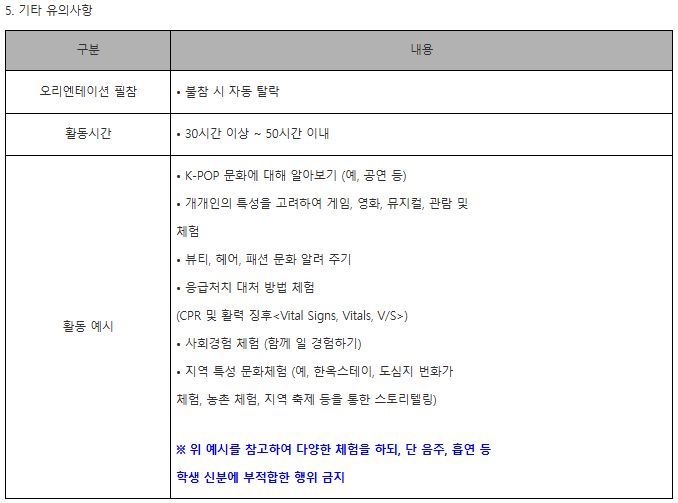 5. 기타 유의사항
구분
내용
오리엔테이션 필참
• 불참 시 자동 탈락
활동시간
• 30시간 이상 ~ 50시간 이내
활동 예시
• K-POP 문화에 대해 알아보기 (예, 공연 등)
• 개개인의 특성을 고려하여 게임, 영화, 뮤지컬, 관람 및
체험
• 뷰티, 헤어, 패션 문화 알려 주기
• 응급처치 대처 방법 체험
(CPR 및 활력 징후<Vital Signs, Vitals, V/S>)
• 사회경험 체험 (함께 일 경험하기)
• 지역 특성 문화체험 (예, 한옥스테이, 도심지 번화가
체험, 농촌 체험, 지역 축제 등을 통한 스토리텔링)
※ 위 예시를 참고하여 다양한 체험을 하되, 단 음주, 흡연 등
학생 신분에 부적합한 행위 금지